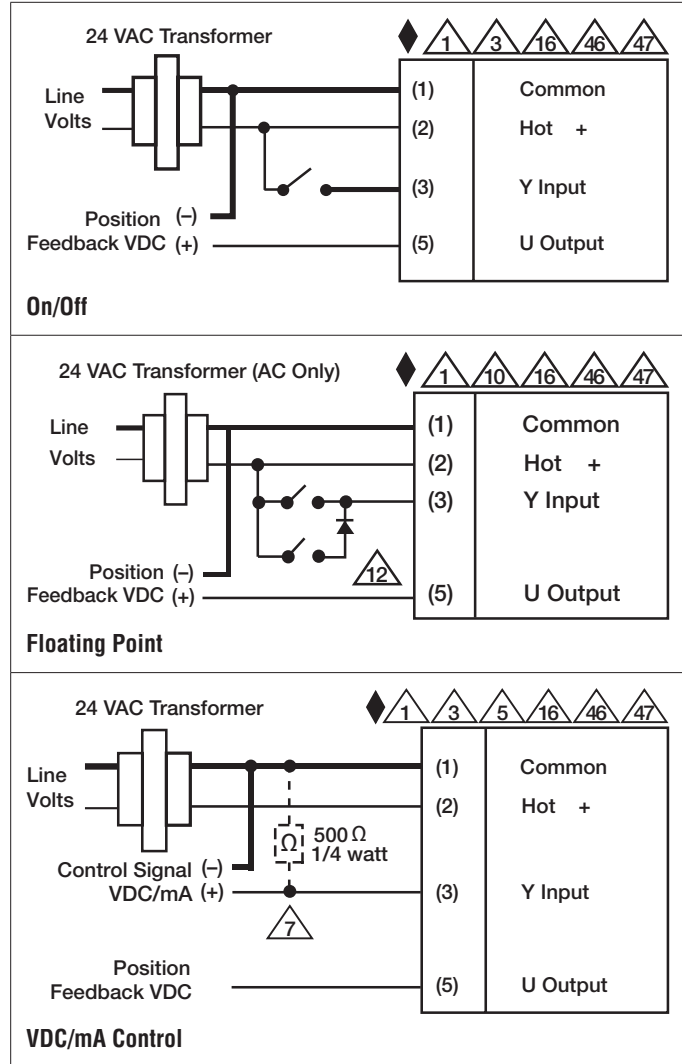 24 VAC Transformer
1 3 16 46 47
Line
Volts
(1) Common
(2) Hot +
(3) Y Input
Position (–)
Feedback VDC (+)
(5) U Output
On/Off
24 VAC Transformer (AC Only)
1 10 16 46 47
Line
Volts
(1) Common
(2) Hot +
(3) Y Input
12
Position (–)
Feedback VDC (+)
(5) U Output
Floating Point
24 VAC Transformer
1 3 5 16 46 47
Line
Volts
(1) Common
(2) Hot +
Ω 500 Ω
1/4 watt
Control Signal (–)
VDC/mA (+)
(3) Y Input
7
Position
Feedback VDC
(5) U Output
VDC/mA Control